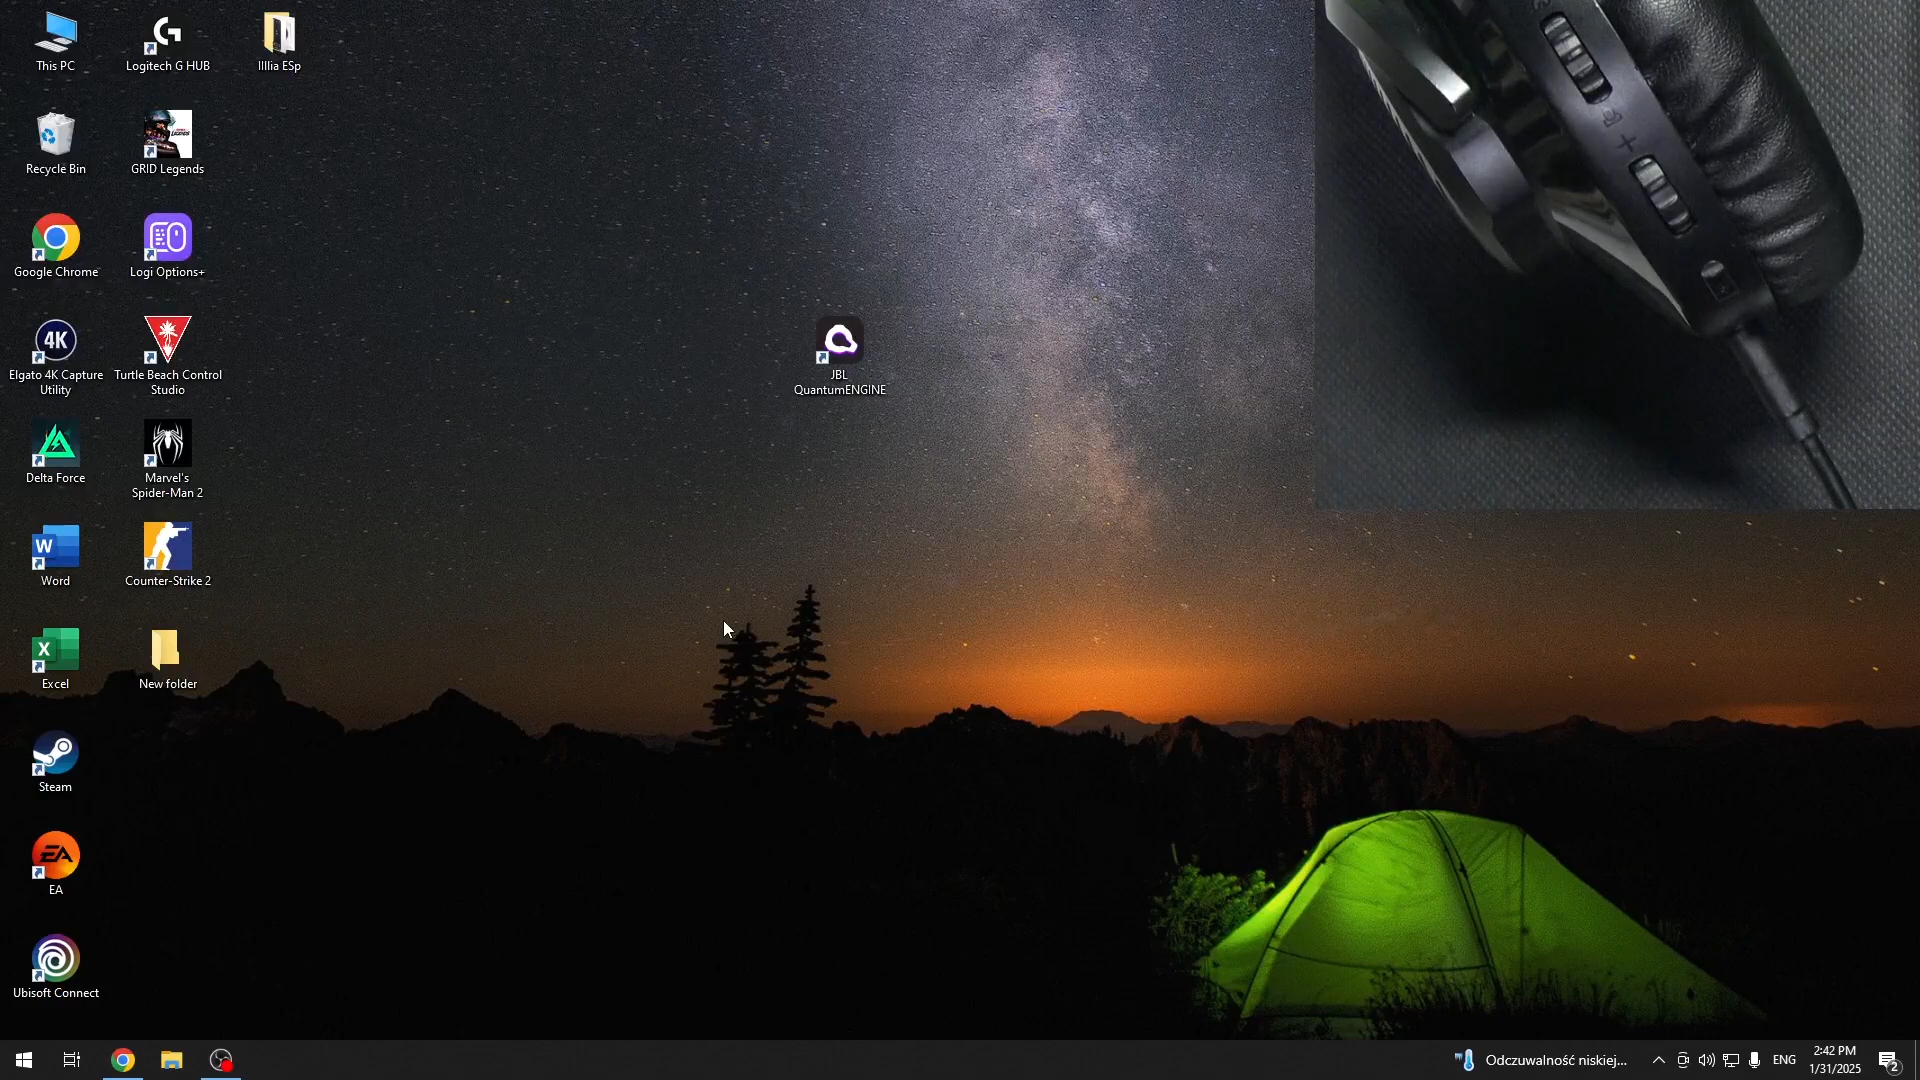 This PC
Logitech G HUB
Illlia ESp
Recycle Bin
GRID Legends
Google Chrome
Logi Options+
4K
Elgato 4K Capture
Utility
Turtle Beach Control
Studio
JBL
QuantumENGINE
Delta Force
Marvel's
Spider-Man 2
W
Word
Counter-Strike 2
X
Excel
New folder
Steam
EA
EA
Ubisoft Connect
Odczuwalność niskiej...
ENG
2:42 PM
1/31/2025
2